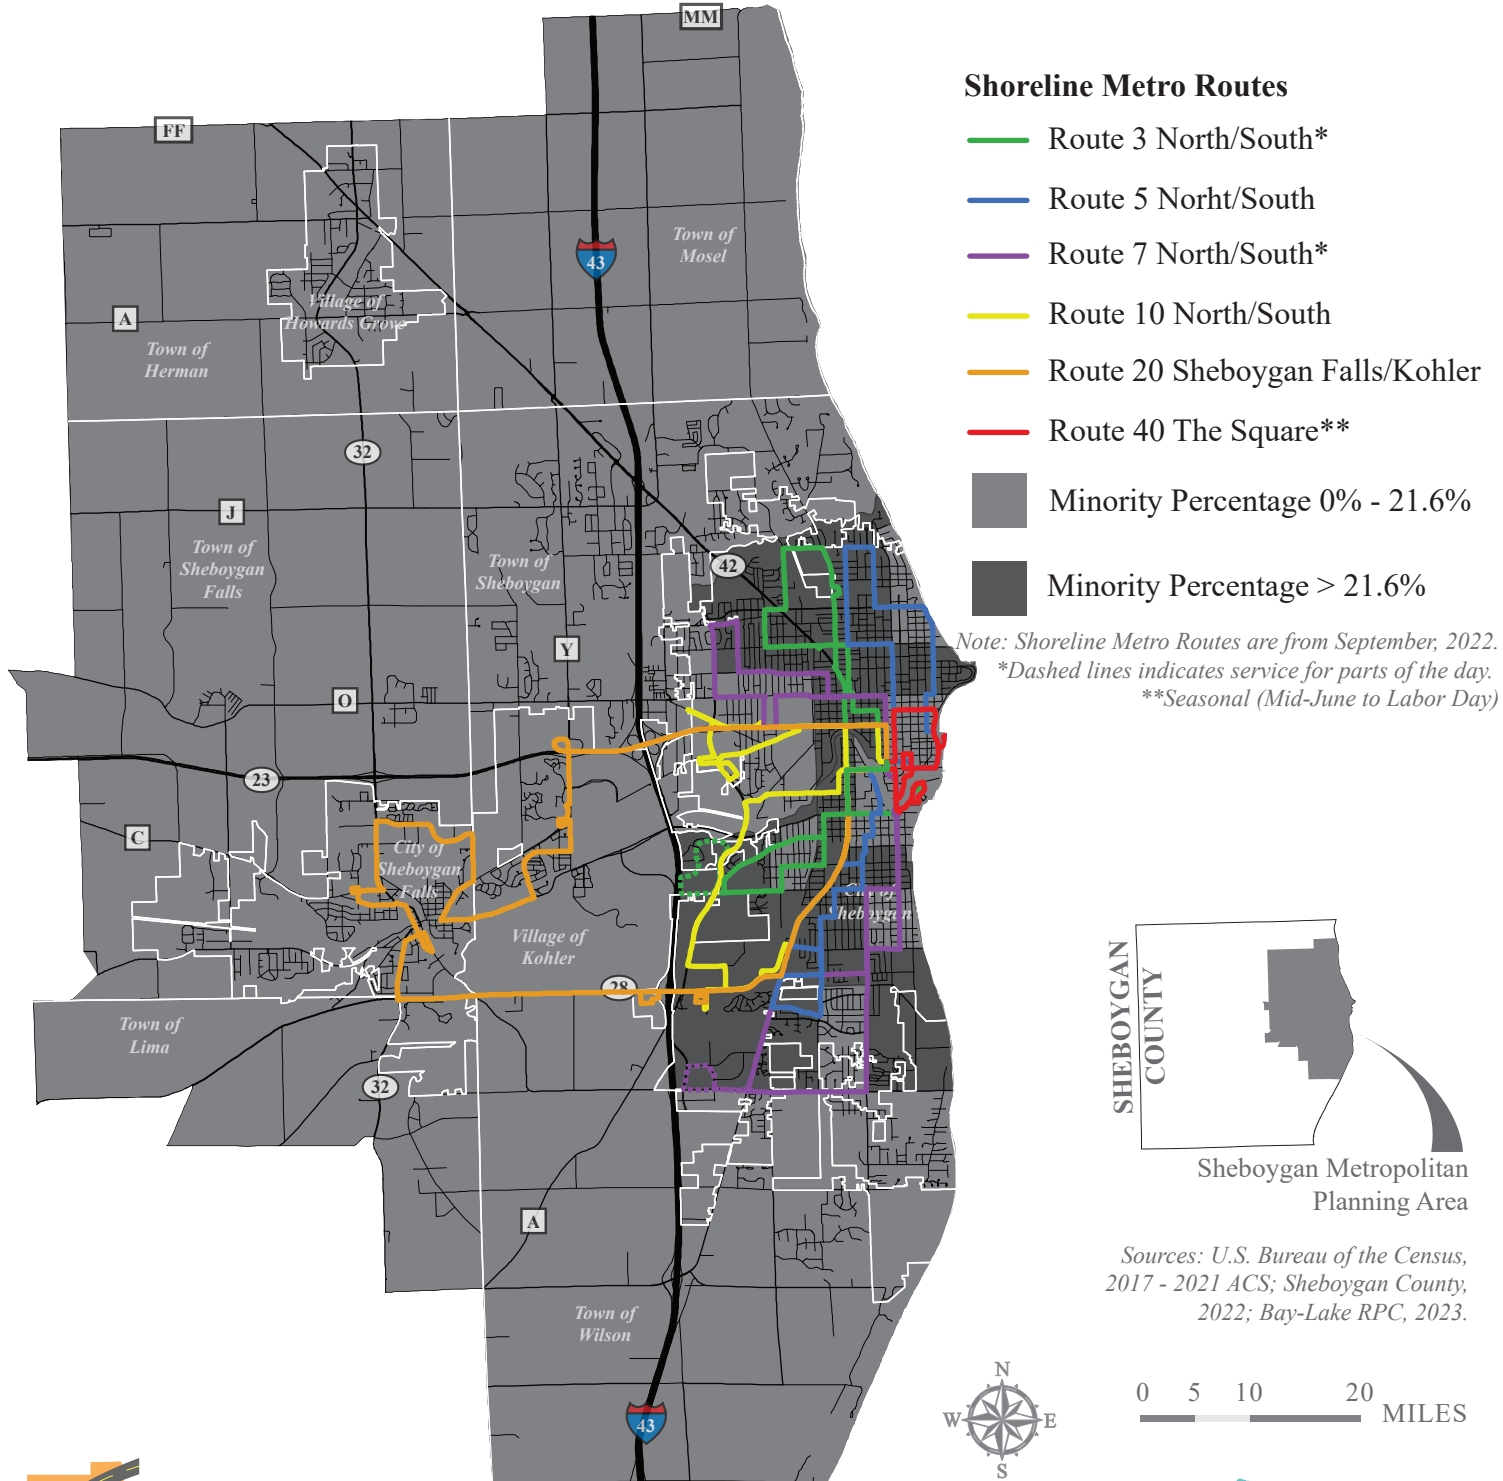 MM
FF
Shoreline Metro Routes
Route 3 North/South*
Route 5 Norht/South
Route 7 North/South*
Route 10 North/South
Route 20 Sheboygan Falls/Kohler
Route 40 The Square**
Minority Percentage 0% - 21.6%
Minority Percentage > 21.6%
Note: Shoreline Metro Routes are from September, 2022.
*Dashed lines indicates service for parts of the day.
**Seasonal (Mid-June to Labor Day)
43
Town of
Mosel
Village of
Howards Grove
A
Town of
Herman
32
J
Town of
Sheboygan
Falls
Town of
Sheboygan
42
Y
O
23
C
City of
Sheboygan
Falls
City of
Sheboygan
Village of
Kohler
28
Town of
Lima
32
A
Town of
Wilson
43
SHEBOYGAN
COUNTY
Sheboygan Metropolitan
Planning Area
Sources: U.S. Bureau of the Census,
2017 - 2021 ACS; Sheboygan County,
2022; Bay-Lake RPC, 2023.
N
W
E
S
0 5 10 20
MILES